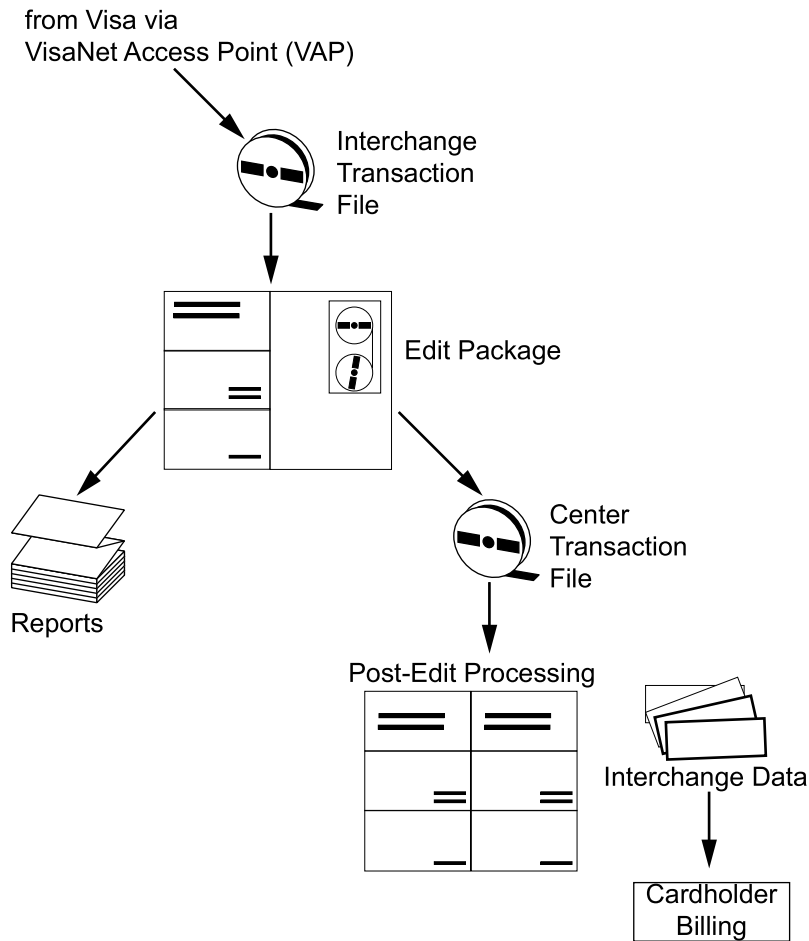 from Visa via
VisaNet Access Point (VAP)
Interchange
Transaction
File
Edit Package
Center
Transaction
File
Reports
Post-Edit Processing
Interchange Data
Cardholder
Billing